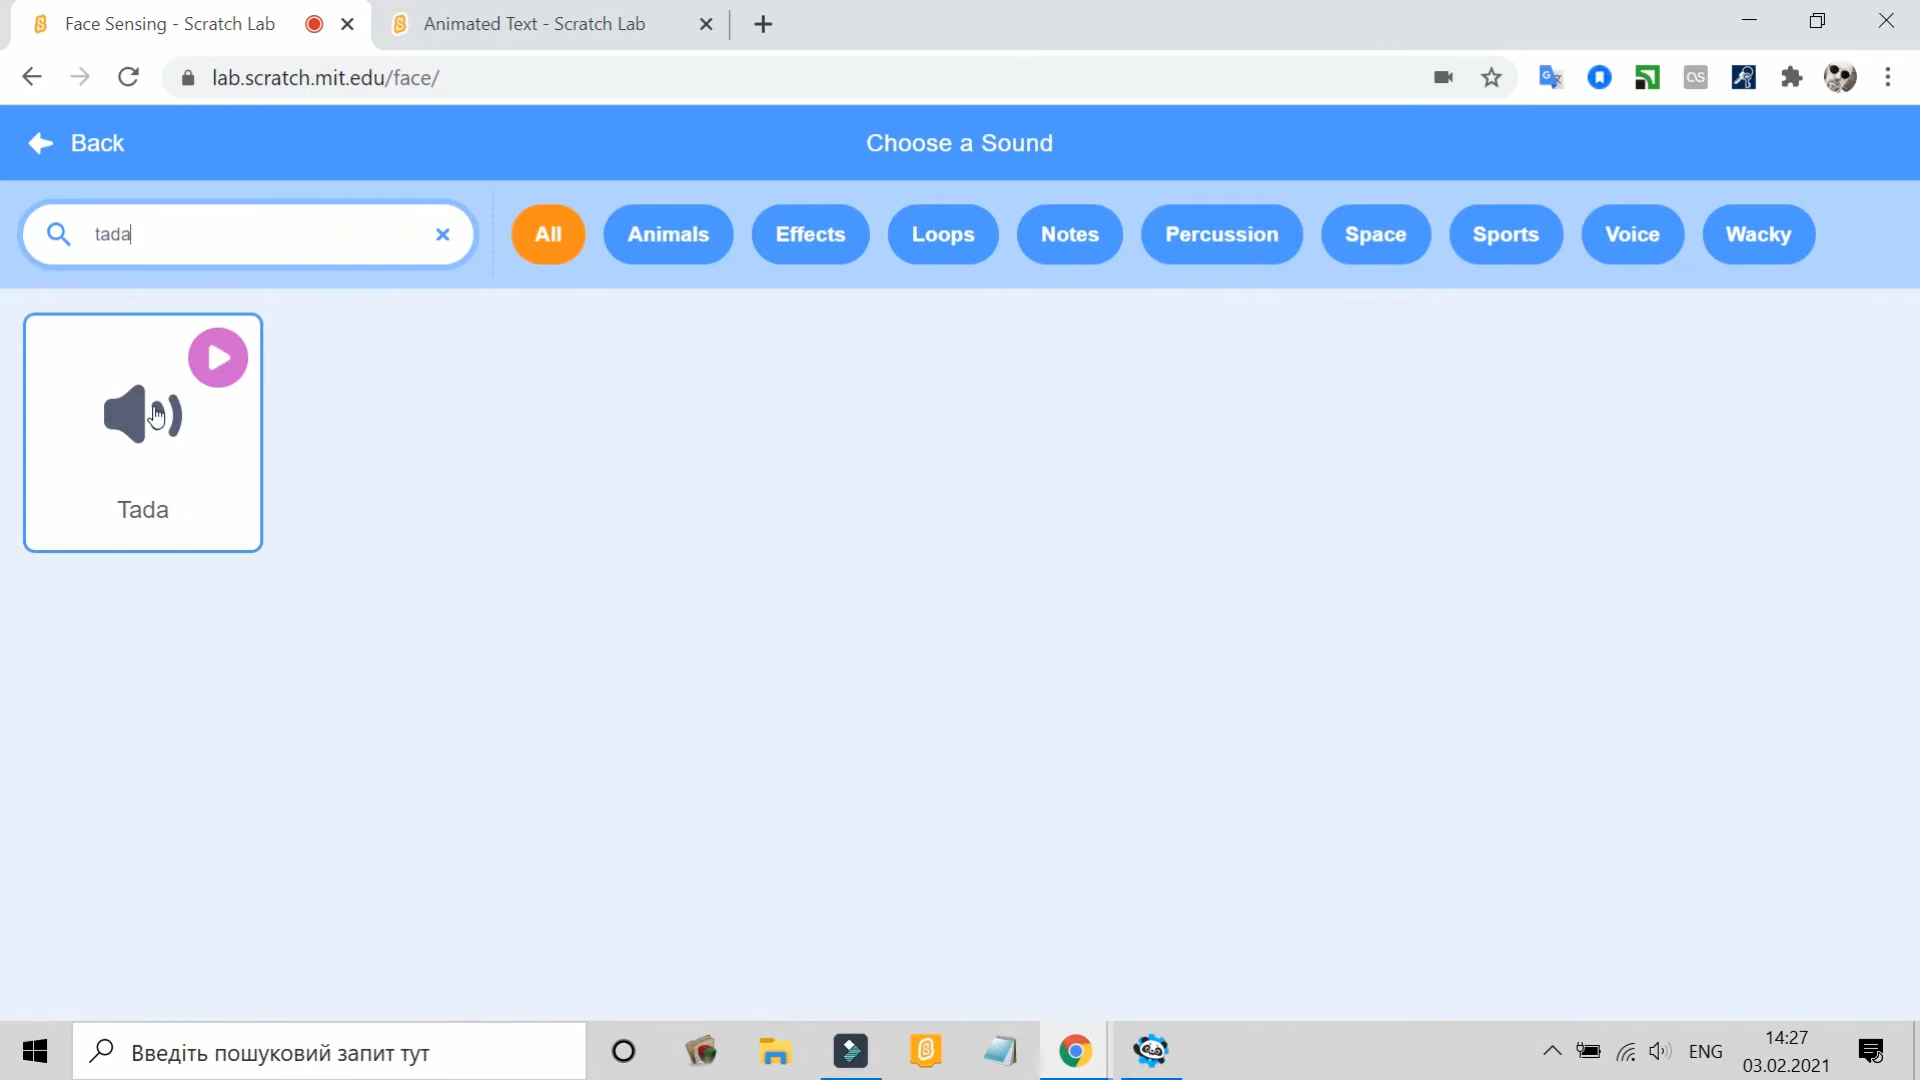 Face Sensing - Scratch Lab
Animated Text - Scratch Lab
lab.scratch.mit.edu/face/
Back
Choose a Sound
tada
All
Animals
Effects
Loops
Notes
Percussion
Space
Sports
Voice
Wacky
Tada
Введіть пошуковий запит тут
ENG
14:27
03.02.2021